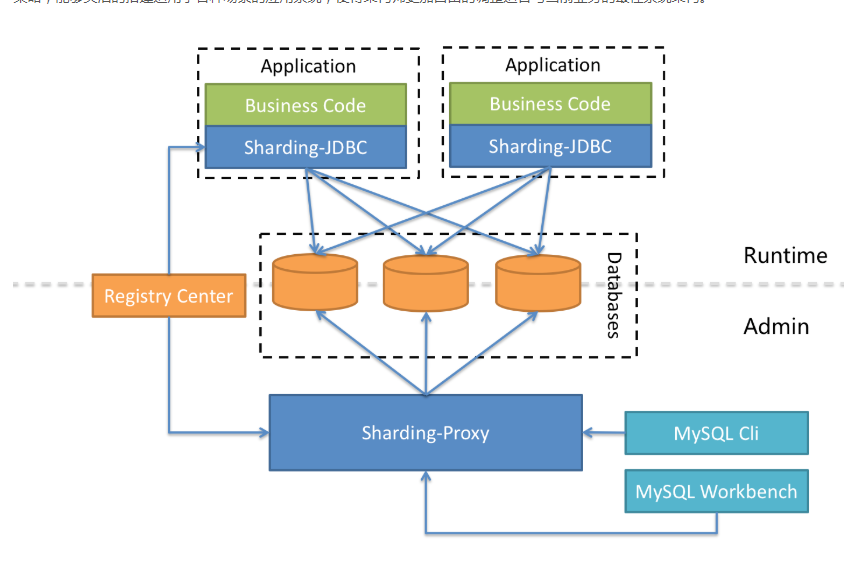 Application
Business Code
Sharding-JDBC
Application
Business Code
Sharding-JDBC
Databases
Runtime
Registry Center
Admin
Sharding-Proxy
MySQL Cli
MySQL Workbench